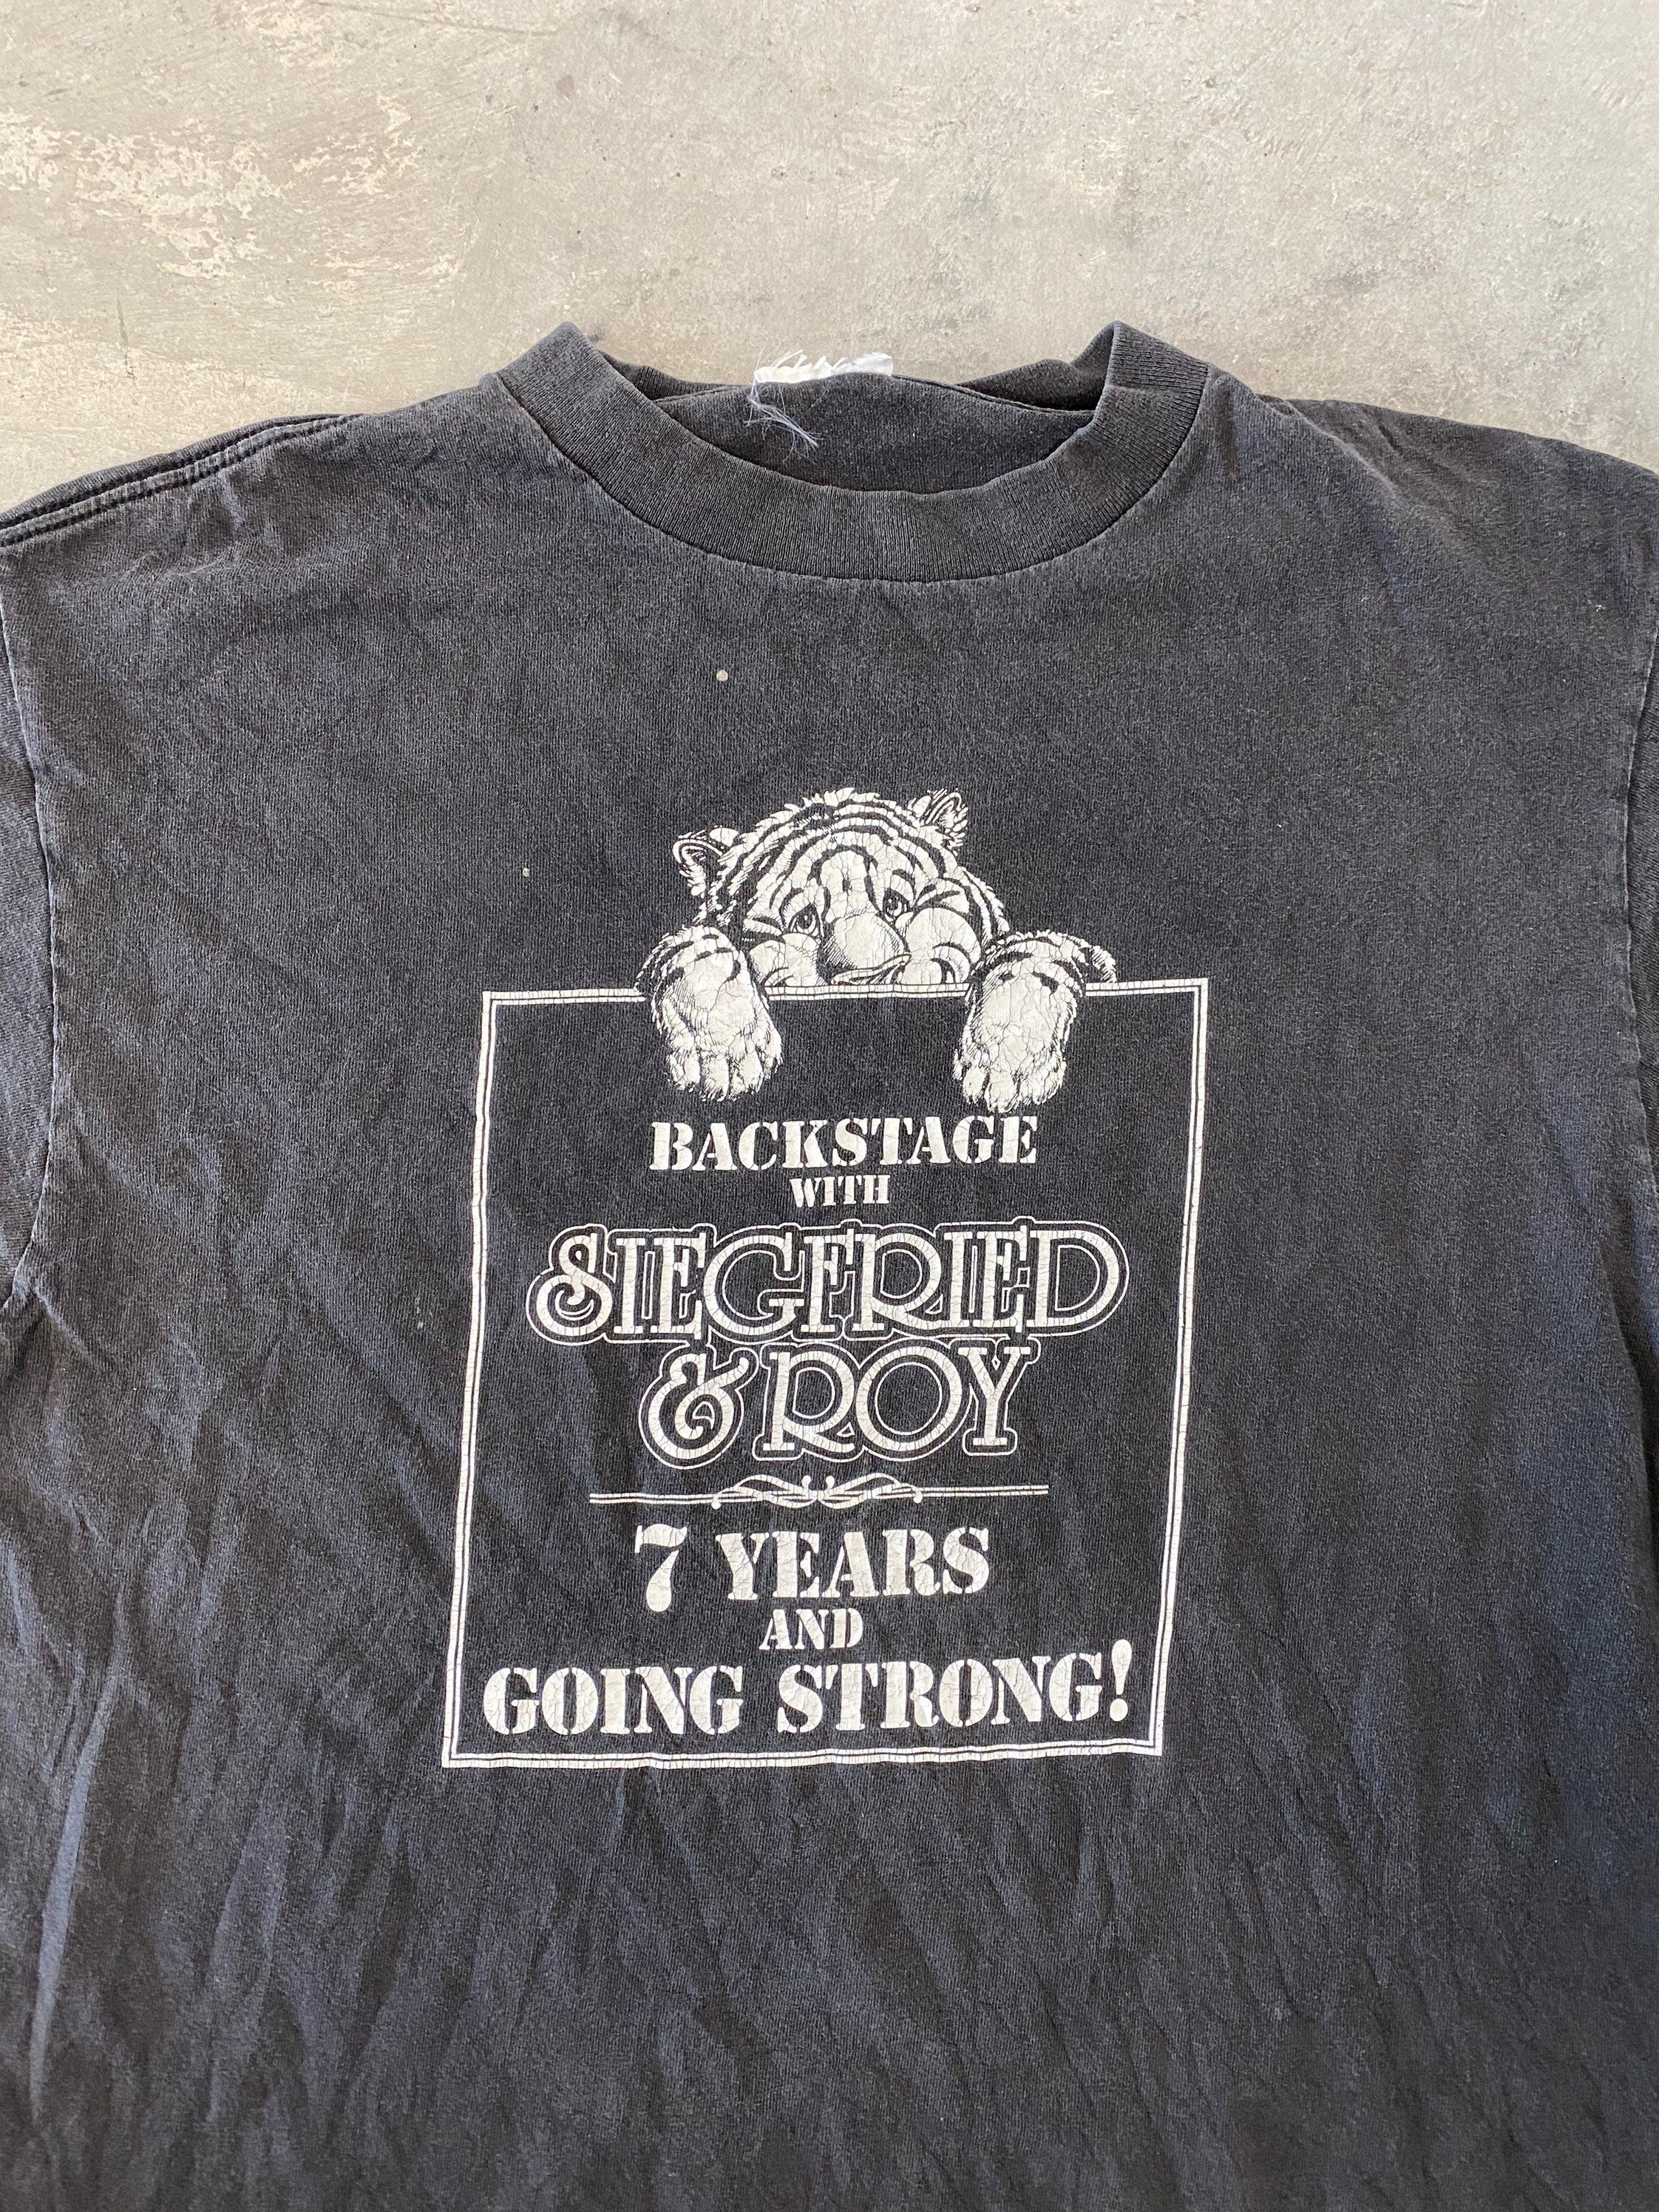 BACKSTAGE
WITH
SIEGFRIED
& ROY
7 YEARS
AND
GOING STRONG!